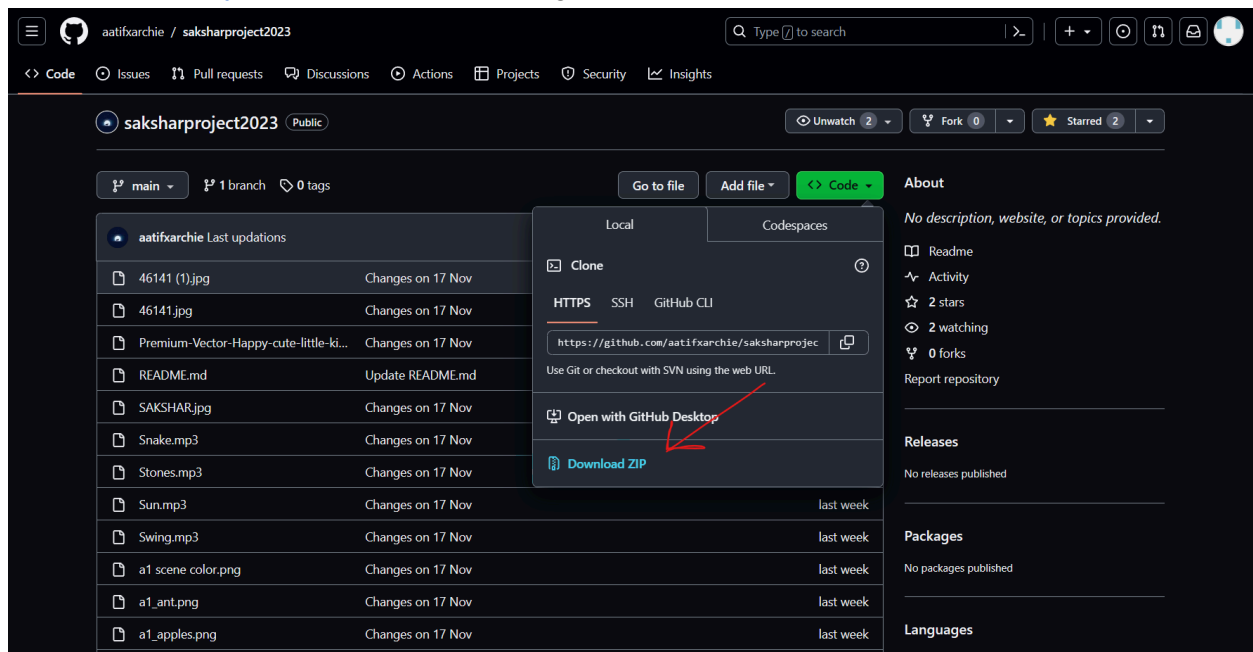 aatifxarchie / saksharproject2023
Type / to search
Code Issues Pull requests Discussions Actions Projects Security Insights
saksharproject2023 Public
Unwatch 2 Fork 0 Starred 2
main 1 branch 0 tags
Go to file Add file Code
About
No description, website, or topics provided.
Local Codespaces
aatifxarchie Last updations
Readme
Clone
46141 (1).jpg Changes on 17 Nov
Activity
HTTPS SSH GitHub CLI
2 stars
46141.jpg Changes on 17 Nov
2 watching
Premium-Vector-Happy-cute-little-ki... Changes on 17 Nov
https://github.com/aatifxarchie/saksharprojec
0 forks
Use Git or checkout with SVN using the web URL.
README.md Update README.md
Report repository
SAKSHAR.jpg Changes on 17 Nov
Open with GitHub Desktop
Snake.mp3 Changes on 17 Nov
Releases
Download ZIP
Stones.mp3 Changes on 17 Nov
No releases published
Sun.mp3 Changes on 17 Nov last week
Swing.mp3 Changes on 17 Nov last week
Packages
a1 scene color.png Changes on 17 Nov last week
No packages published
a1_ant.png Changes on 17 Nov last week
a1_apples.png Changes on 17 Nov last week
Languages